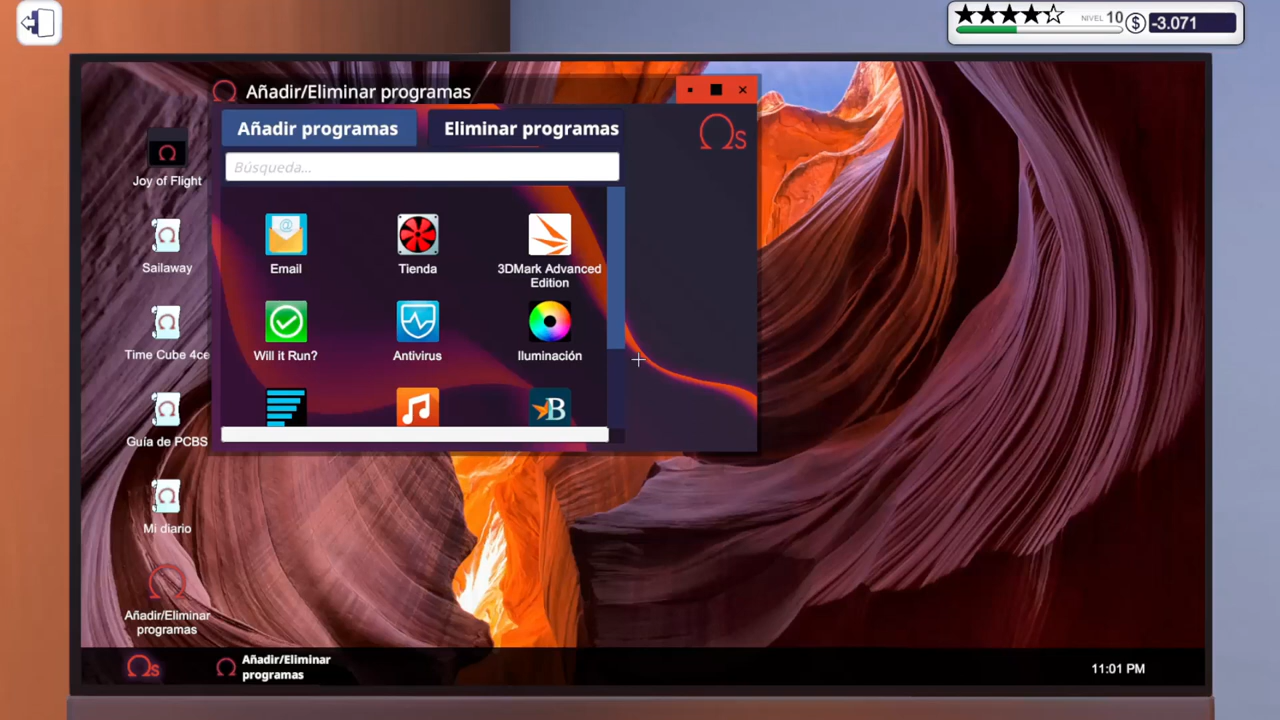 NIVEL 10
$ -3.071
Añadir/Eliminar programas
Añadir programas
Eliminar programas
Búsqueda...
Ωs
Email
Tienda
3DMark Advanced
Edition
Will it Run?
Antivirus
Iluminación
B
Joy of Flight
Sailaway
Time Cube 4ce
Guía de PCBS
Mi diario
Añadir/Eliminar
programas
Ωs
Añadir/Eliminar
programas
11:01 PM